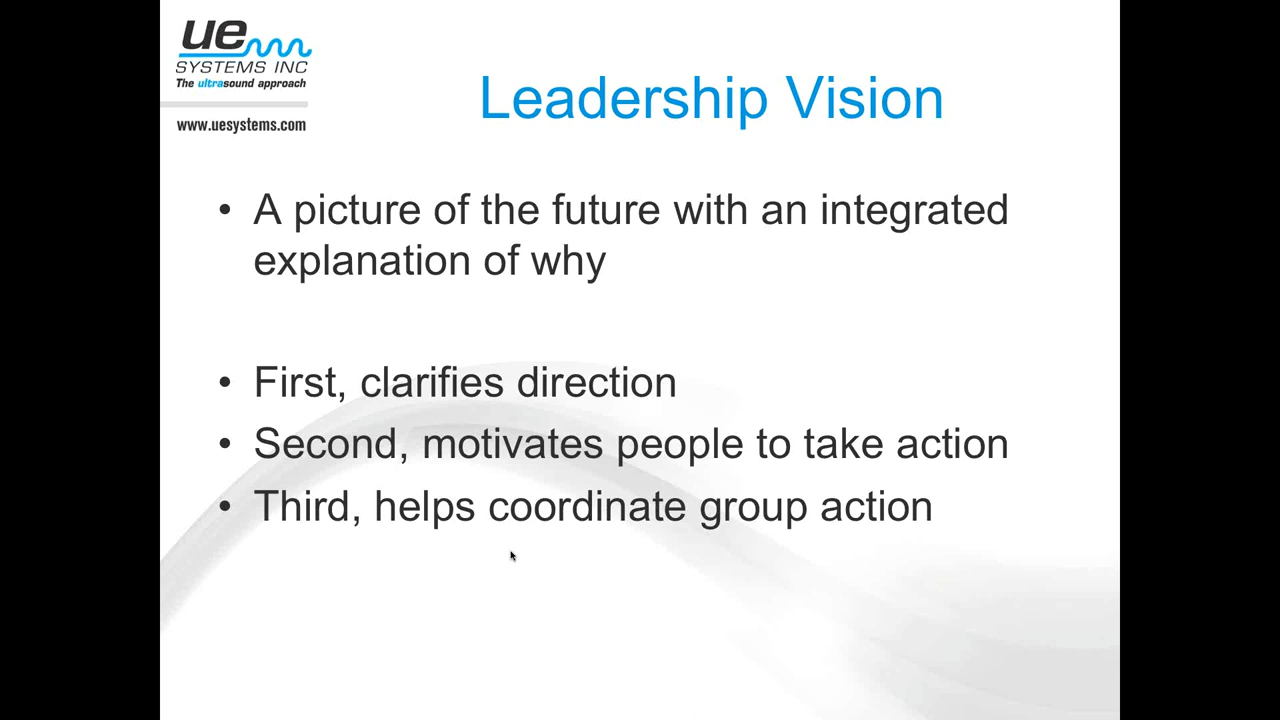 ue
SYSTEMS INC
The ultrasound approach
www.uesystems.com
Leadership Vision
• A picture of the future with an integrated
explanation of why
• First, clarifies direction
• Second, motivates people to take action
• Third, helps coordinate group action